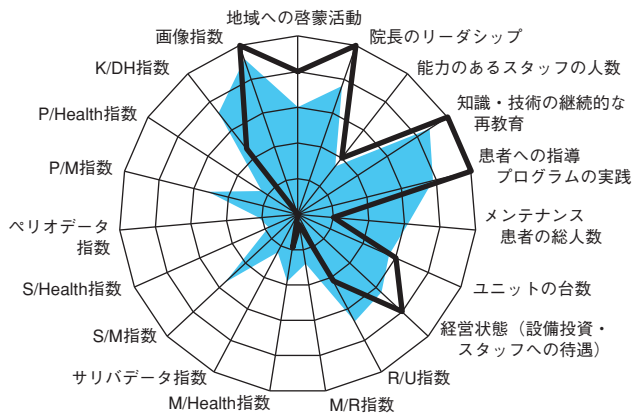 地域への啓蒙活動
院長のリーダシップ
能力のあるスタッフの人数
知識・技術の継続的な
再教育
患者への指導
プログラムの実践
メンテナンス
患者の総人数
ユニットの台数
経営状態（設備投資・
スタッフへの待遇）
R/U指数
M/R指数
M/Health指数
サリバデータ指数
S/M指数
S/Health指数
ペリオデータ
指数
P/M指数
P/Health指数
K/DH指数
画像指数